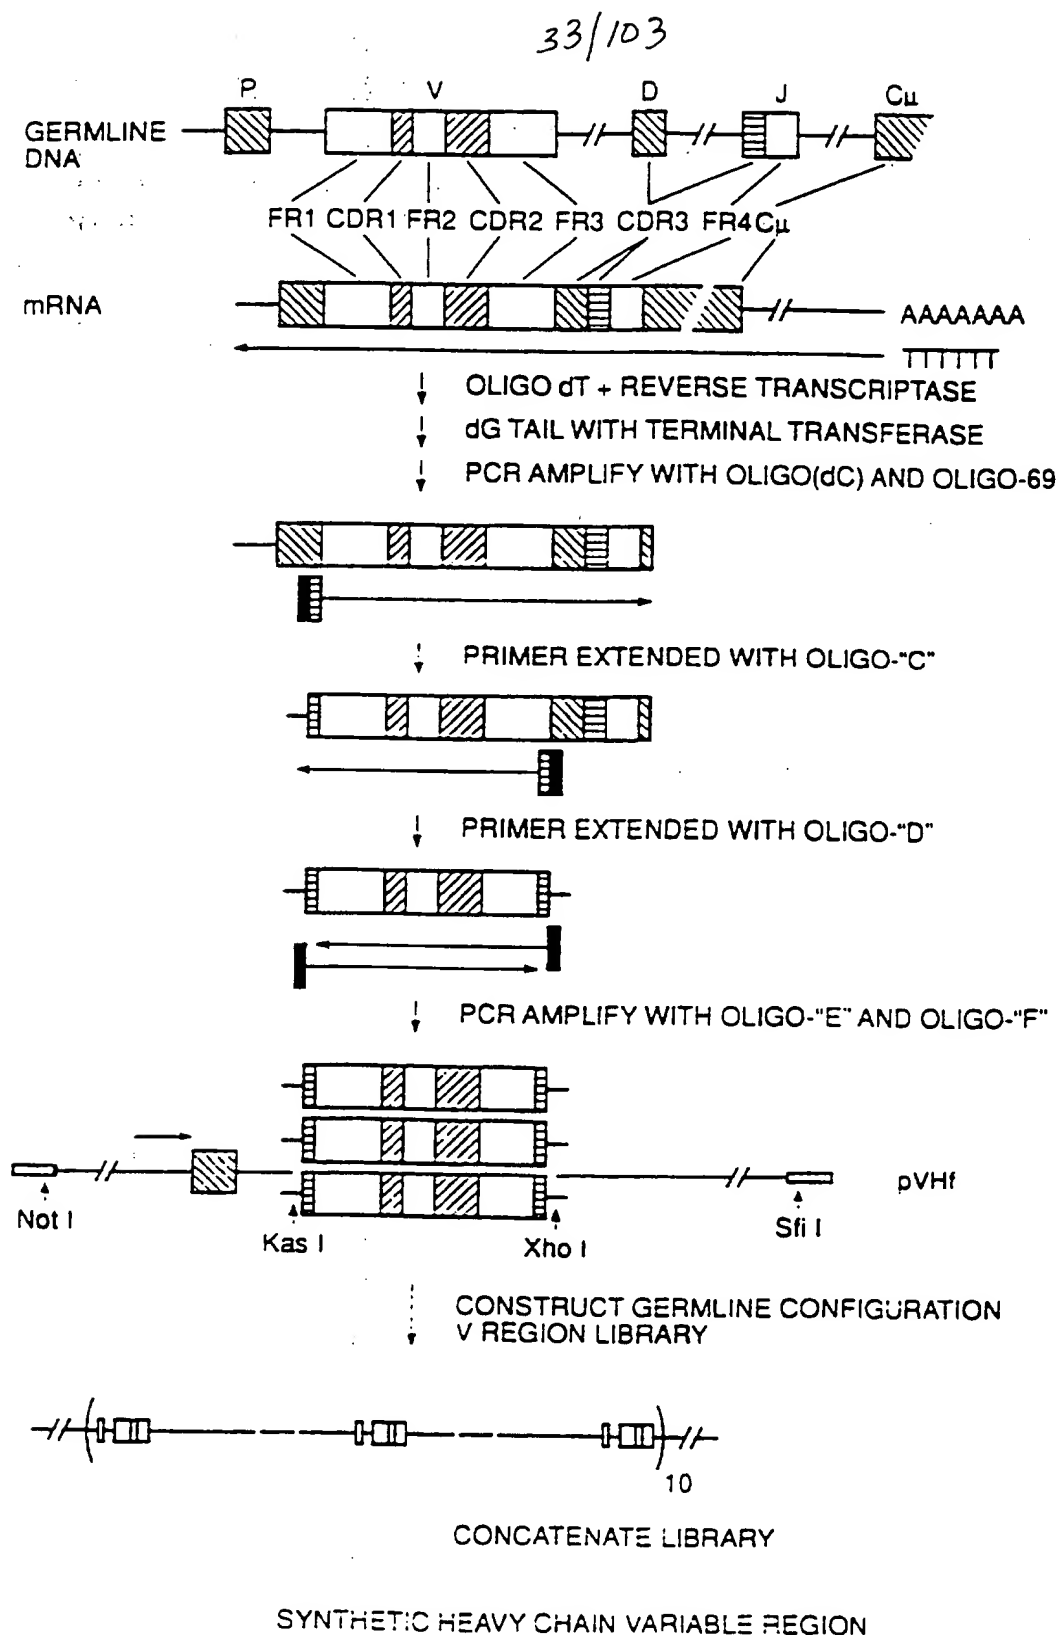 33/103
P V D J Cμ
GERMLINE
DNA
FR1 CDR1 FR2 CDR2 FR3 CDR3 FR4 Cμ
mRNA
AAAAAAA
TTTTTT
OLIGO dT + REVERSE TRANSCRIPTASE
dG TAIL WITH TERMINAL TRANSFERASE
PCR AMPLIFY WITH OLIGO(dC) AND OLIGO-69
PRIMER EXTENDED WITH OLIGO-"C"
PRIMER EXTENDED WITH OLIGO-"D"
PCR AMPLIFY WITH OLIGO-"E" AND OLIGO-"F"
pVHf
Not I
Kas I
Xho I
Sfi I
CONSTRUCT GERMLINE CONFIGURATION
V REGION LIBRARY
10
CONCATENATE LIBRARY
SYNTHETIC HEAVY CHAIN VARIABLE REGION